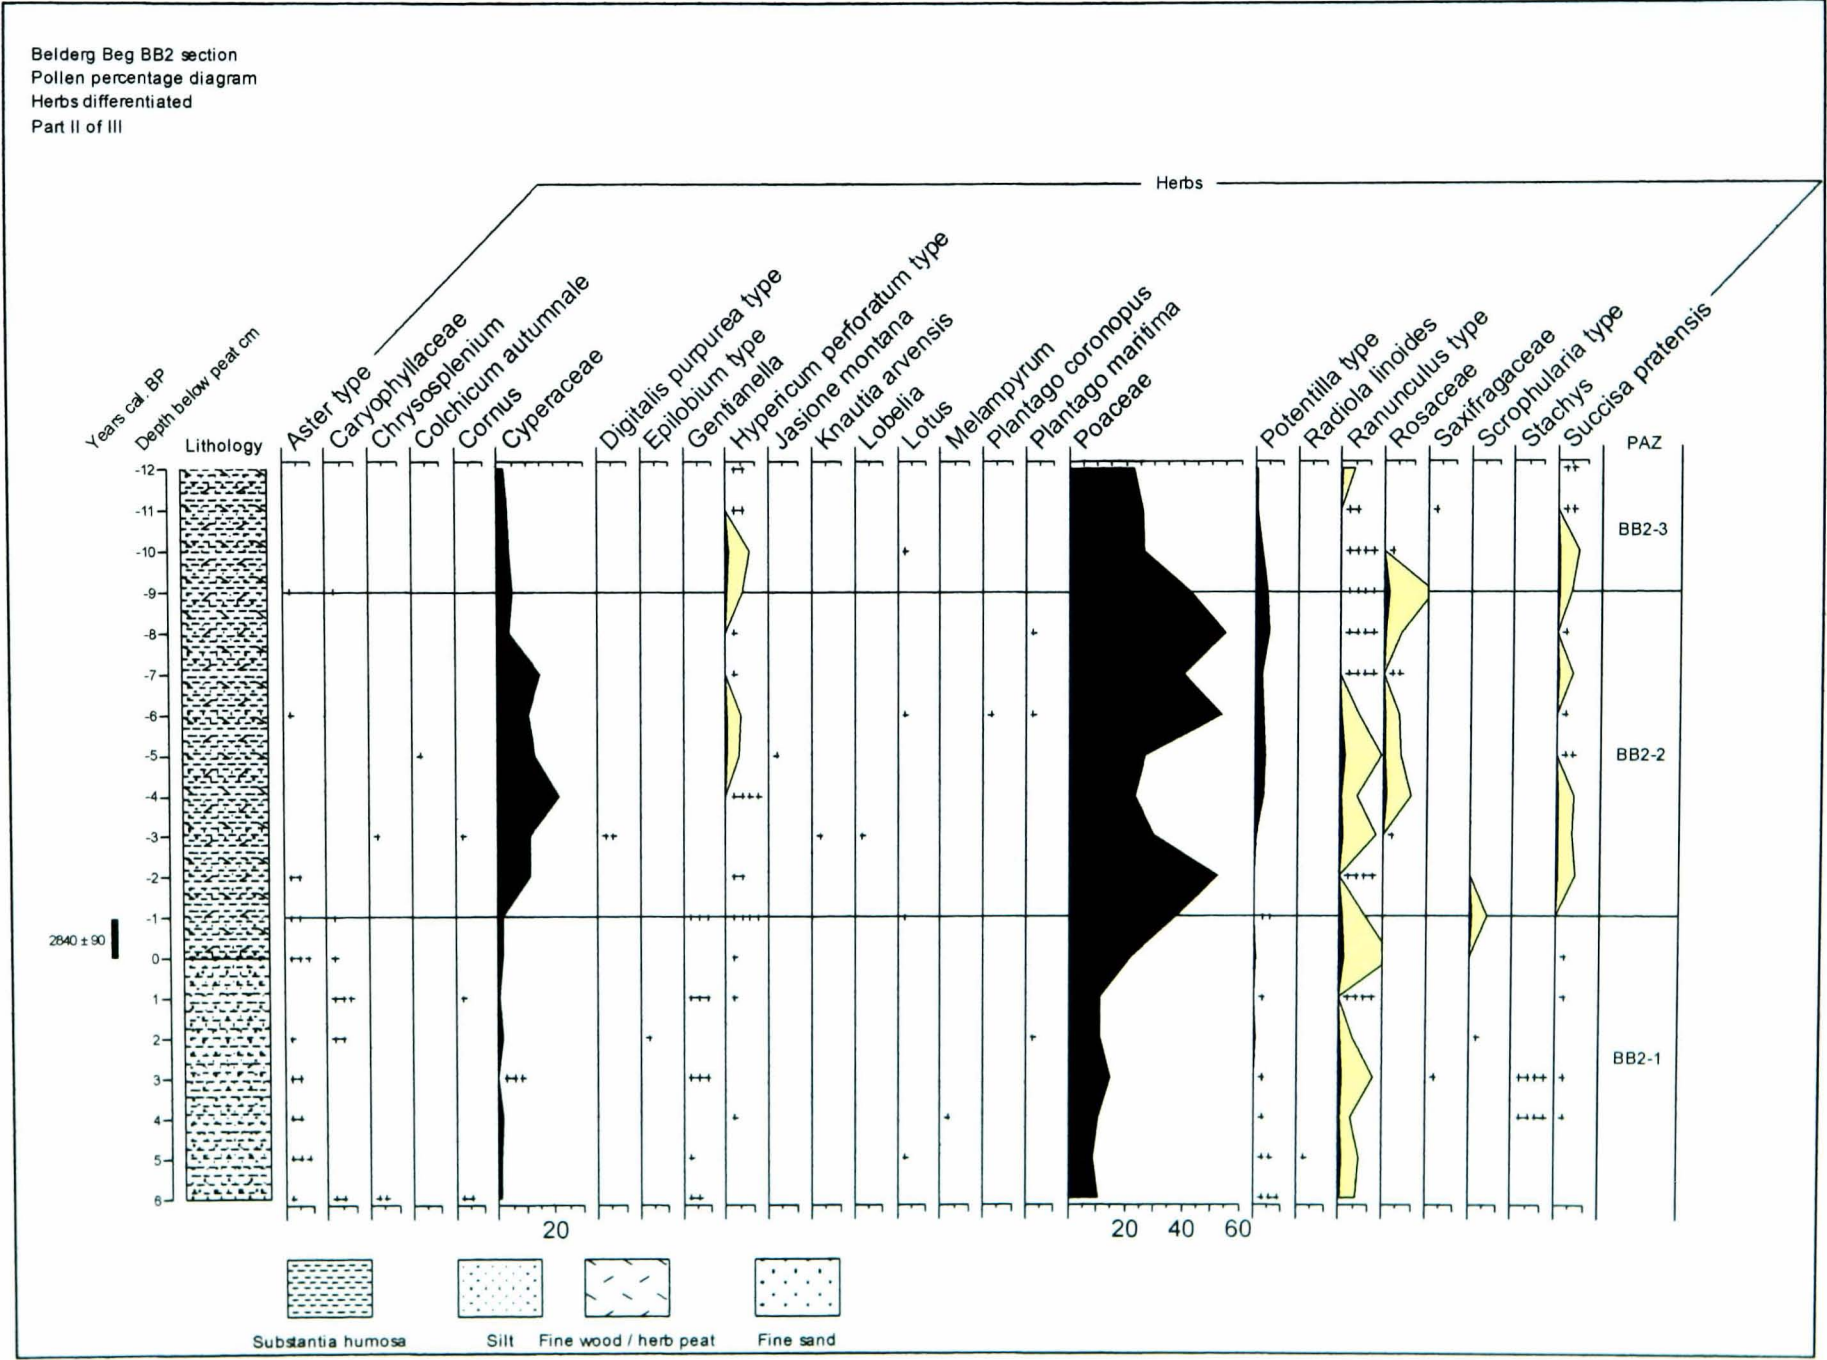 Belderg Beg BB2 section
Pollen percentage diagram
Herbs differentiated
Part II of III
Herbs
Years cal. BP
Depth below peat cm
Lithology
Aster type
Caryophyllaceae
Chrysosplenium
Colchicum autumnale
Cornus
Cyperaceae
Digitalis purpurea type
Epilobium type
Gentianella
Hypericum perforatum type
Jasione montana
Knautia arvensis
Lobelia
Lotus
Melampyrum
Plantago coronopus
Plantago maritima
Poaceae
Potentilla type
Radiola linoides
Ranunculus type
Rosaceae
Saxifragaceae
Scrophularia type
Stachys
Succisa pratensis
PAZ
-12
-11
BB2-3
-10
-9
-8
-7
-6
-5
BB2-2
-4
-3
-2
-1
2840 ± 90
0
1
2
3
BB2-1
4
5
6
20
20 40 60
Substantia humosa
Silt
Fine wood / herb peat
Fine sand